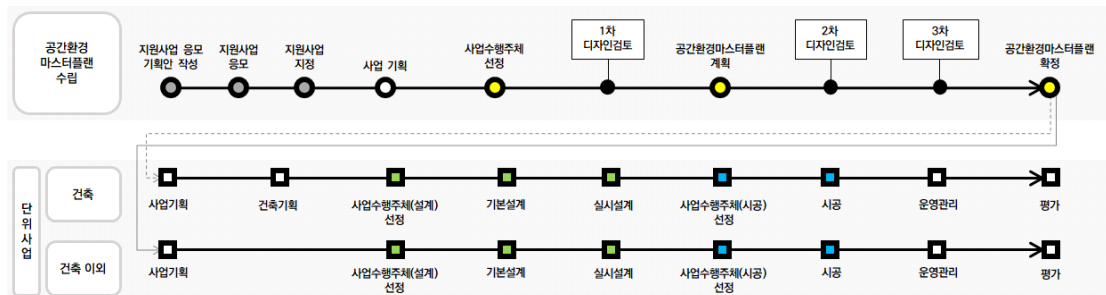 공간환경
마스터플랜
수립
지원사업 응모
기획안 작성
지원사업
응모
지원사업
지정
사업 기획
사업수행주체
선정
1차
디자인검토
공간환경마스터플랜
계획
2차
디자인검토
3차
디자인검토
공간환경마스터플랜
확정
단위사업
건축
사업기획
건축기획
사업수행주체(설계)
선정
기본설계
실시설계
사업수행주체(시공)
선정
시공
운영관리
평가
건축 이외
사업기획
사업수행주체(설계)
선정
기본설계
실시설계
사업수행주체(시공)
선정
시공
운영관리
평가